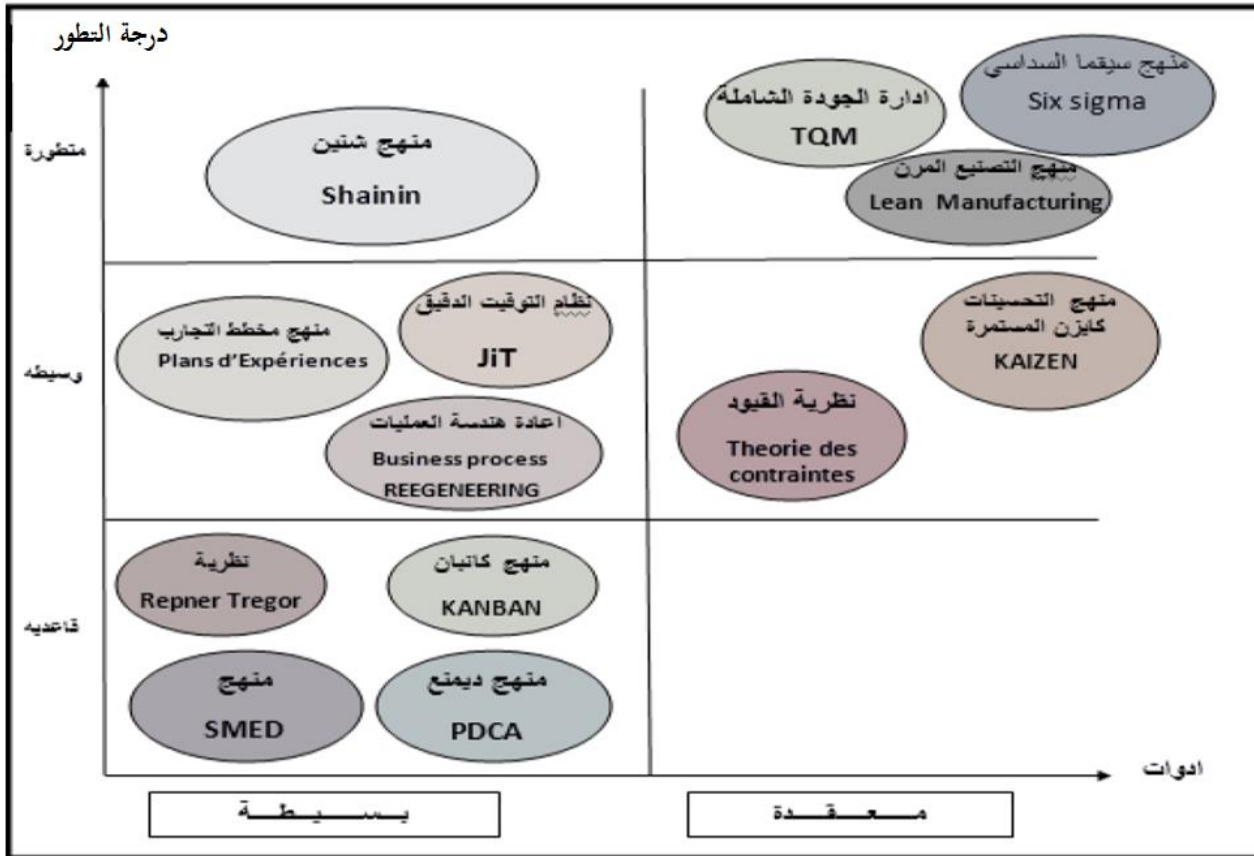 درجة التطور
متطورة
منهج شنين
Shainin
ادارة الجودة الشاملة
TQM
منهج سيقما السداسي
Six sigma
منهج التصنيع المرن
Lean Manufacturing
وسيطه
منهج مخطط التجارب
Plans d'Expériences
نظام التوقيت الدقيق
JiT
اعادة هندسة العمليات
Business process
REEGENEERING
نظرية القيود
Theorie des
contraintes
منهج التحسينات
كايزن المستمرة
KAIZEN
قاعديه
نظرية
Repner Tregor
منهج كانبان
KANBAN
منهج
SMED
منهج ديمنع
PDCA
ادوات
بـــســـيـــطـــة
مـــعـــقـــدة